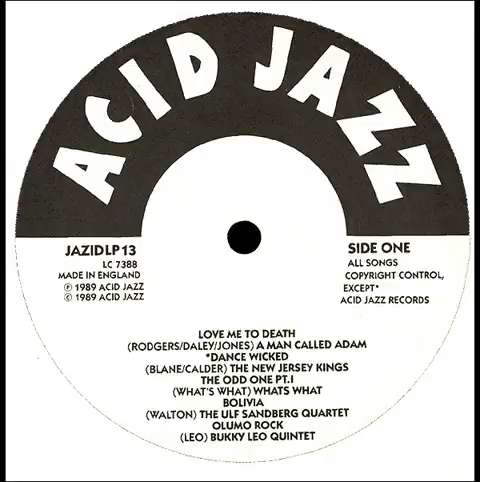 ACID JAZZ
JAZIDLP13
LC 7388
MADE IN ENGLAND
℗ 1989 ACID JAZZ
© 1989 ACID JAZZ
SIDE ONE
ALL SONGS
COPYRIGHT CONTROL,
EXCEPT*
ACID JAZZ RECORDS
LOVE ME TO DEATH
(RODGERS/DALEY/JONES) A MAN CALLED ADAM
*DANCE WICKED
(BLANE/CALDER) THE NEW JERSEY KINGS
THE ODD ONE PT.I
(WHAT'S WHAT) WHATS WHAT
BOLIVIA
(WALTON) THE ULF SANDBERG QUARTET
OLUMO ROCK
(LEO) BUKKY LEO QUINTET